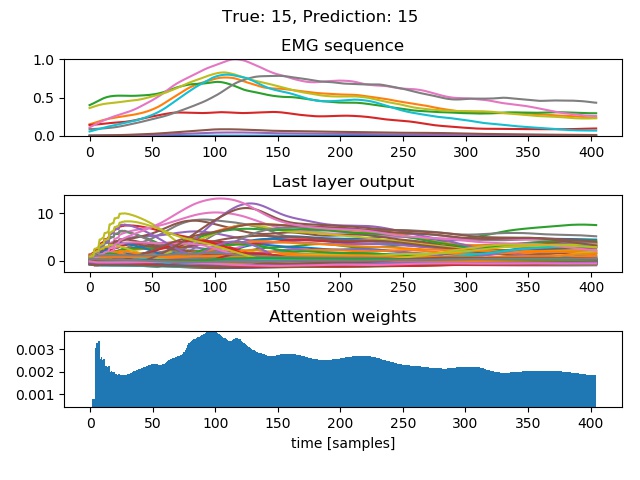 True: 15, Prediction: 15
EMG sequence
1.0
0.5
0.0
0 50 100 150 200 250 300 350 400
Last layer output
10
0
0 50 100 150 200 250 300 350 400
Attention weights
0.003
0.002
0.001
0 50 100 150 200 250 300 350 400
time [samples]